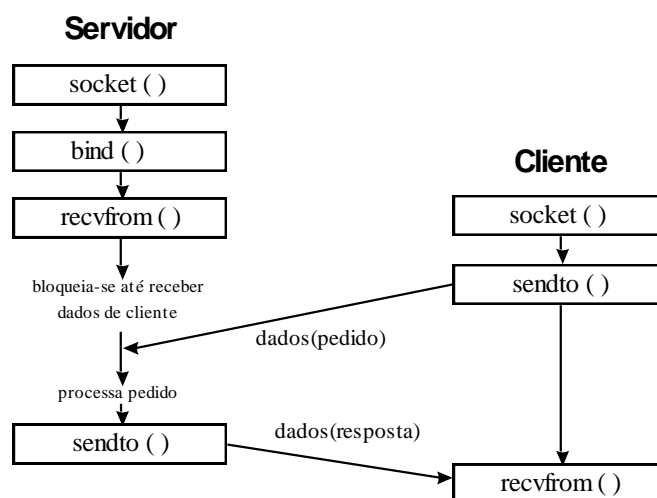 Servidor
socket ( )
bind ( )
recvfrom ( )
bloqueia-se até receber
dados de cliente
processa pedido
sendto ( )
Cliente
socket ( )
sendto ( )
dados(pedido)
dados(resposta)
recvfrom ( )